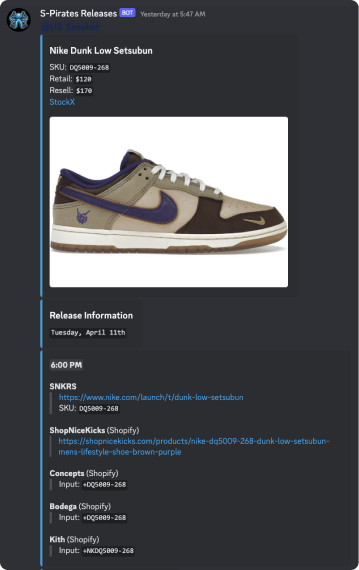 S-Pirates Releases BOT Yesterday at 5:47 AM
Nike Dunk Low Setsubun
SKU: DQ5009-268
Retail: $120
Resell: $170
StockX
Release Information
Tuesday, April 11th
6:00 PM
SNKRS
https://www.nike.com/launch/t/dunk-low-setsubun
SKU: DQ5009-268
ShopNiceKicks (Shopify)
https://shopnicekicks.com/products/nike-dq5009-268-dunk-low-setsubun-
mens-lifestyle-shoe-brown-purple
Concepts (Shopify)
Input: +DQ5009-268
Bodega (Shopify)
Input: +DQ5009-268
Kith (Shopify)
Input: +NKDQ5009-268